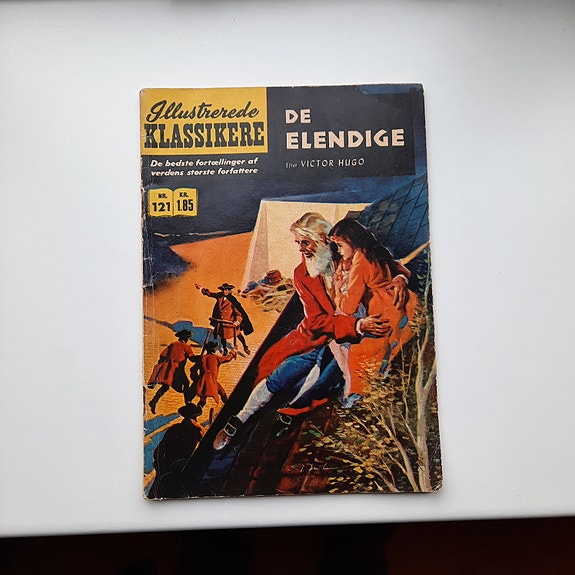 Illustrerede
KLASSIKERE
De bedste fortællinger af
verdens største forfattere
NR.
121
KR.
1.85
DE
ELENDIGE
Efter VICTOR HUGO